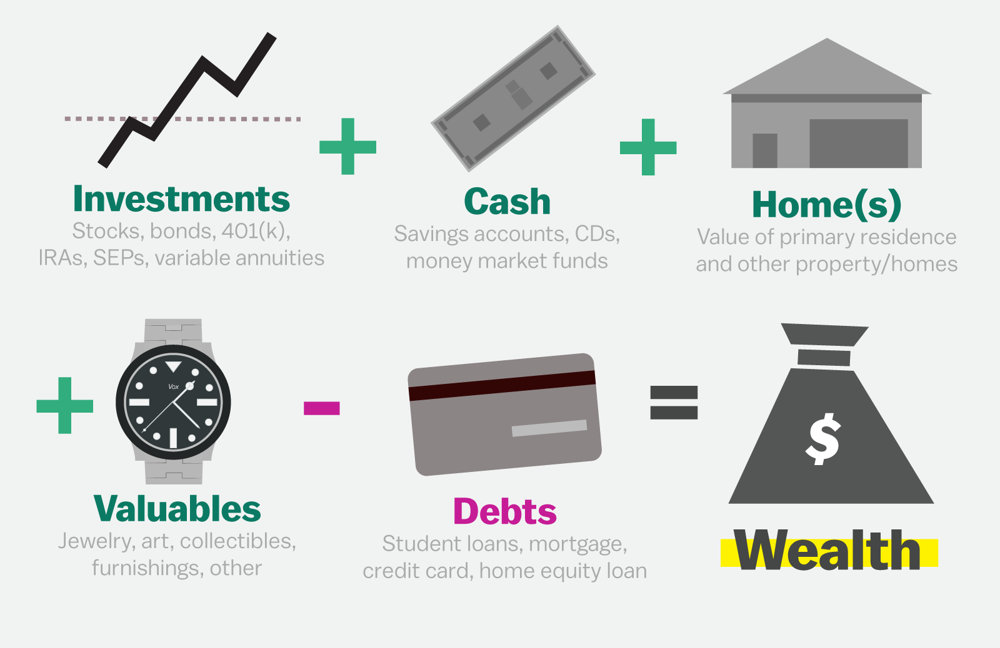 Investments
Stocks, bonds, 401(k),
IRAs, SEPs, variable annuities
+
Cash
Savings accounts, CDs,
money market funds
+
Home(s)
Value of primary residence
and other property/homes
+
Vox
Valuables
Jewelry, art, collectibles,
furnishings, other
-
Debts
Student loans, mortgage,
credit card, home equity loan
=
$
Wealth